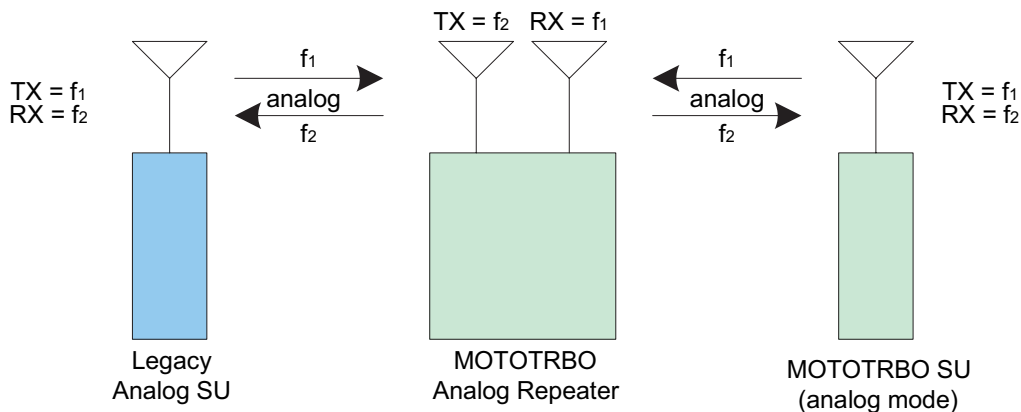 TX = f2 RX = f1
TX = f1
RX = f2
f1
analog
f2
f1
analog
f2
TX = f1
RX = f2
Legacy
Analog SU
MOTOTRBO
Analog Repeater
MOTOTRBO SU
(analog mode)